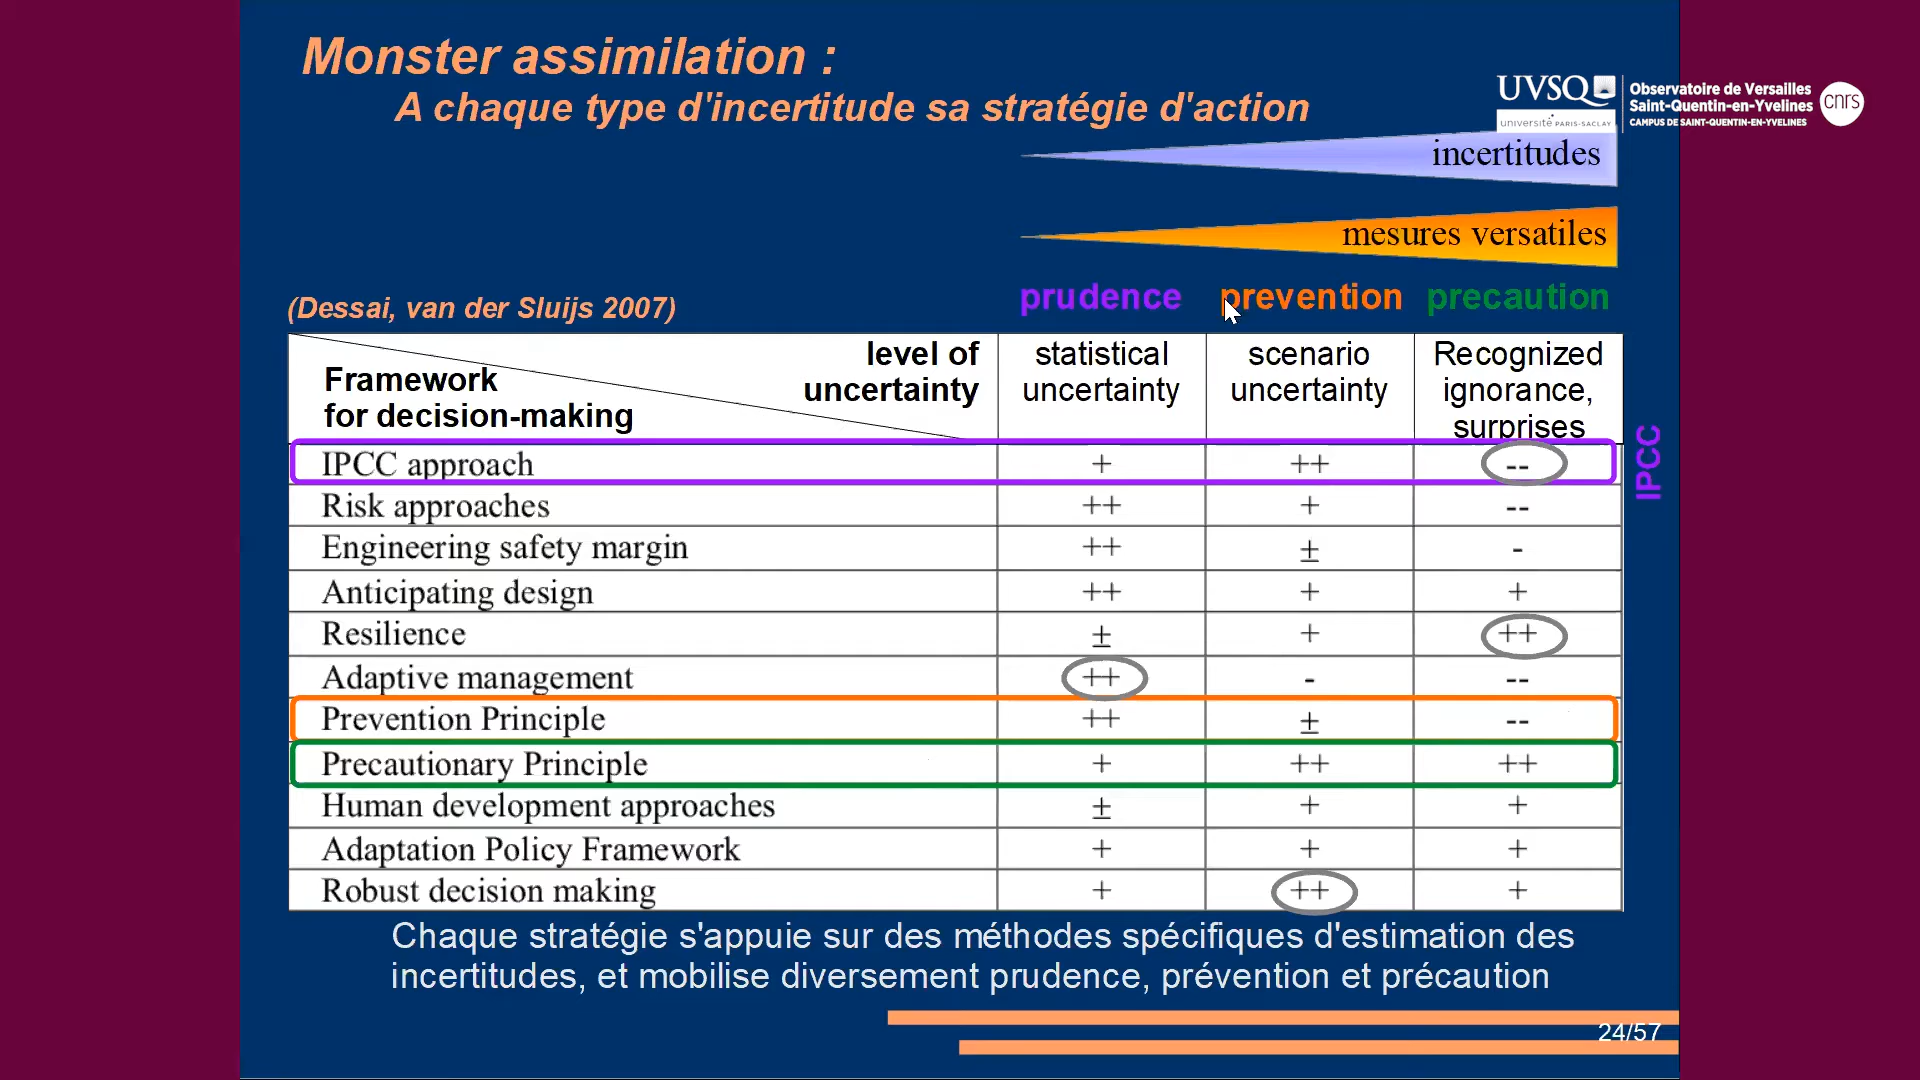 Monster assimilation :
A chaque type d'incertitude sa stratégie d'action
UVSQ
université PARIS-SACLAY
Observatoire de Versailles
Saint-Quentin-en-Yvelines
CAMPUS DE SAINT-QUENTIN-EN-YVELINES
cnrs
incertitudes
mesures versatiles
(Dessai, van der Sluijs 2007)
prudence prevention precaution
level of
uncertainty
Framework
for decision-making
statistical
uncertainty
scenario
uncertainty
Recognized
ignorance,
surprises
IPCC approach + ++ --
IPCC
Risk approaches ++ + --
Engineering safety margin ++ ± -
Anticipating design ++ + +
Resilience ± + ++
Adaptive management ++ - --
Prevention Principle ++ ± --
Precautionary Principle + ++ ++
Human development approaches ± + +
Adaptation Policy Framework + + +
Robust decision making + ++ +
Chaque stratégie s'appuie sur des méthodes spécifiques d'estimation des
incertitudes, et mobilise diversement prudence, prévention et précaution
24/57